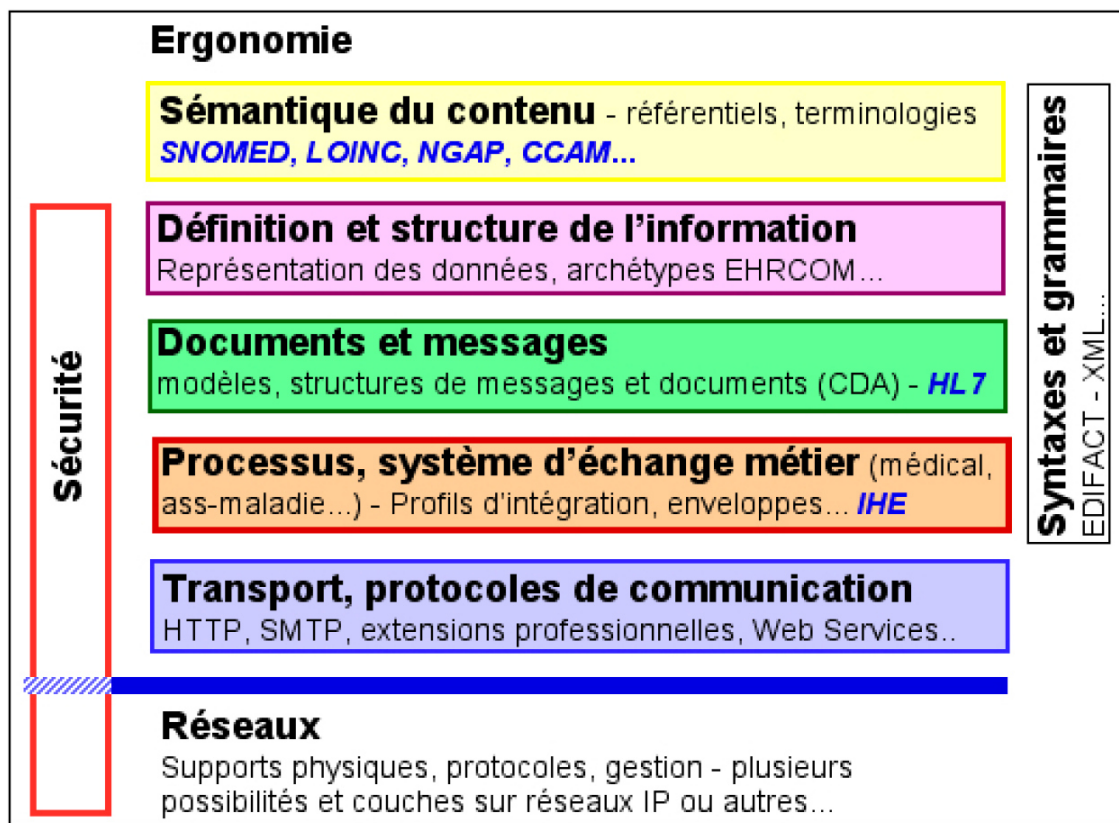 Ergonomie
Sémantique du contenu - référentiels, terminologies
SNOMED, LOINC, NGAP, CCAM...
Définition et structure de l'information
Représentation des données, archétypes EHRCOM...
Documents et messages
modèles, structures de messages et documents (CDA) - HL7
Processus, système d'échange métier (médical,
ass-maladie...) - Profils d'intégration, enveloppes... IHE
Transport, protocoles de communication
HTTP, SMTP, extensions professionnelles, Web Services..
Réseaux
Supports physiques, protocoles, gestion - plusieurs
possibilités et couches sur réseaux IP ou autres...
Sécurité
Syntaxes et grammaires
EDIFACT - XML...